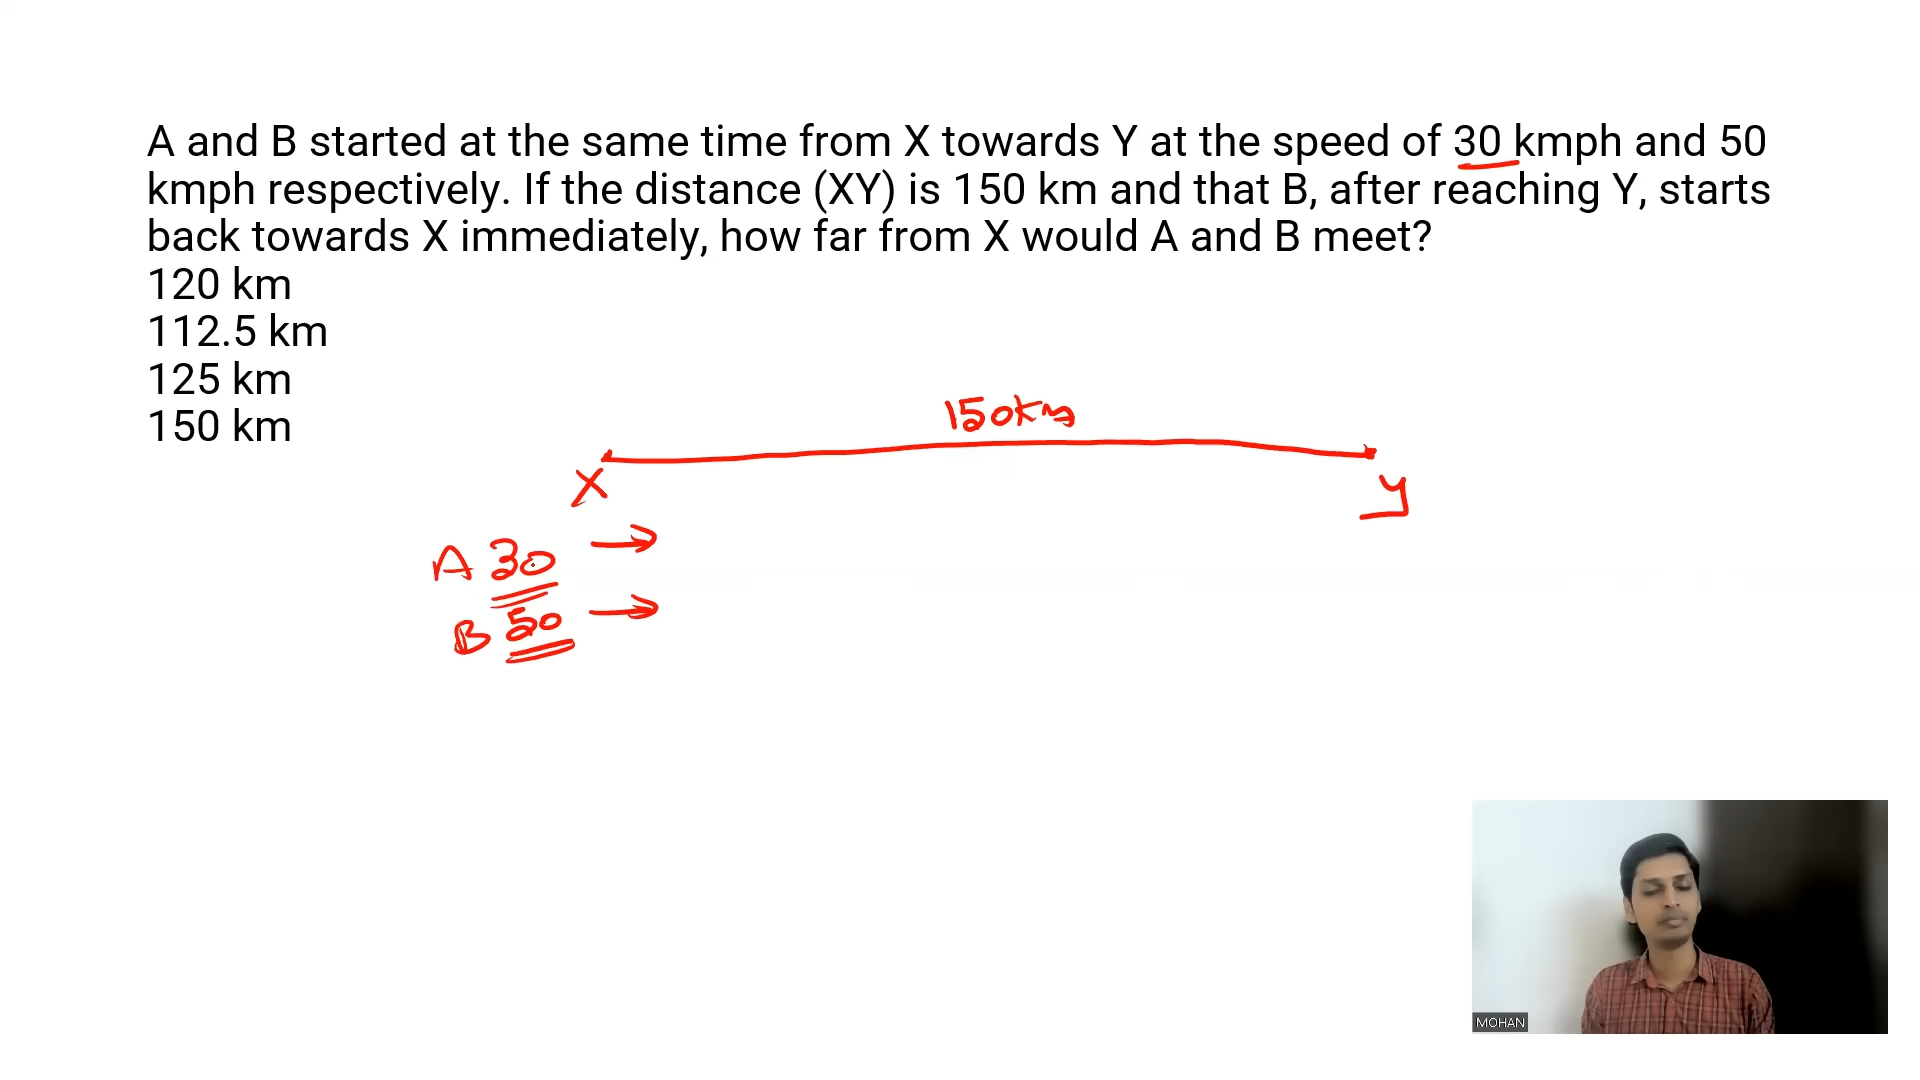 A and B started at the same time from X towards Y at the speed of 30 kmph and 50
kmph respectively. If the distance (XY) is 150 km and that B, after reaching Y, starts
back towards X immediately, how far from X would A and B meet?
120 km
112.5 km
125 km
150 km
150km
X
Y
A 30
B 50
MOHAN